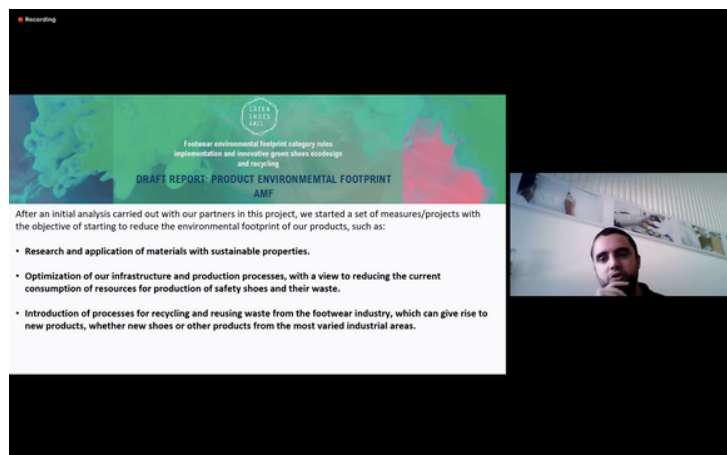 Recording
GREEN
SHOES
4ALL
Footwear environmental footprint category rules
implementation and innovative green shoes ecodesign
and recycling
DRAFT REPORT: PRODUCT ENVIRONMEMTAL FOOTPRINT
AMF
After an initial analysis carried out with our partners in this project, we started a set of measures/projects with
the objective of starting to reduce the environmental footprint of our products, such as:
• Research and application of materials with sustainable properties.
• Optimization of our infrastructure and production processes, with a view to reducing the current
consumption of resources for production of safety shoes and their waste.
• Introduction of processes for recycling and reusing waste from the footwear industry, which can give rise to
new products, whether new shoes or other products from the most varied industrial areas.